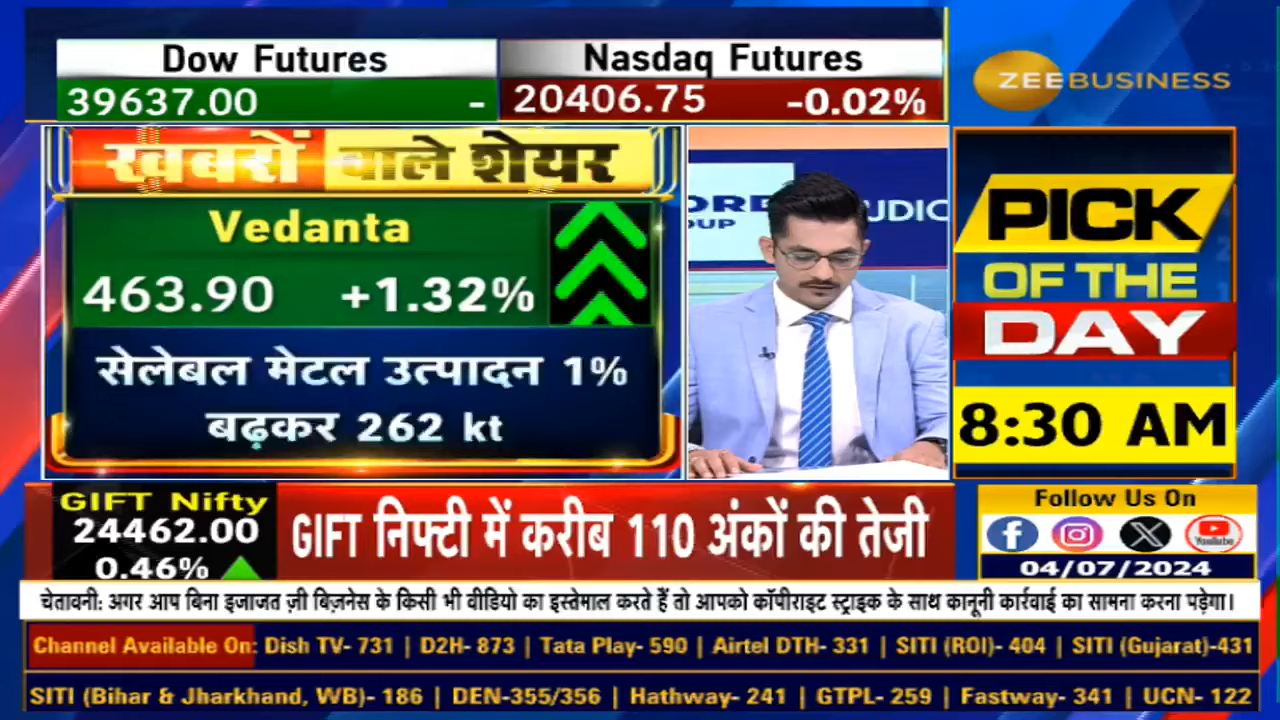 Dow Futures
39637.00 -
Nasdaq Futures
20406.75 -0.02%
ZEEBUSINESS
खबरों वाले शेयर
Vedanta
463.90 +1.32%
सेलेबल मेटल उत्पादन 1%
बढ़कर 262 kt
PICK
OF THE
DAY
8:30 AM
GIFT Nifty
24462.00
0.46%
GIFT निफ्टी में करीब 110 अंकों की तेजी
Follow Us On
YouTube
04/07/2024
चेतावनी: अगर आप बिना इजाजत ज़ी बिज़नेस के किसी भी वीडियो का इस्तेमाल करते हैं तो आपको कॉपीराइट स्ट्राइक के साथ कानूनी कार्रवाई का सामना करना पड़ेगा।
Channel Available On: Dish TV- 731 | D2H- 873 | Tata Play- 590 | Airtel DTH- 331 | SITI (ROI)- 404 | SITI (Gujarat)-431
SITI (Bihar & Jharkhand, WB)- 186 | DEN-355/356 | Hathway- 241 | GTPL- 259 | Fastway- 341 | UCN- 122